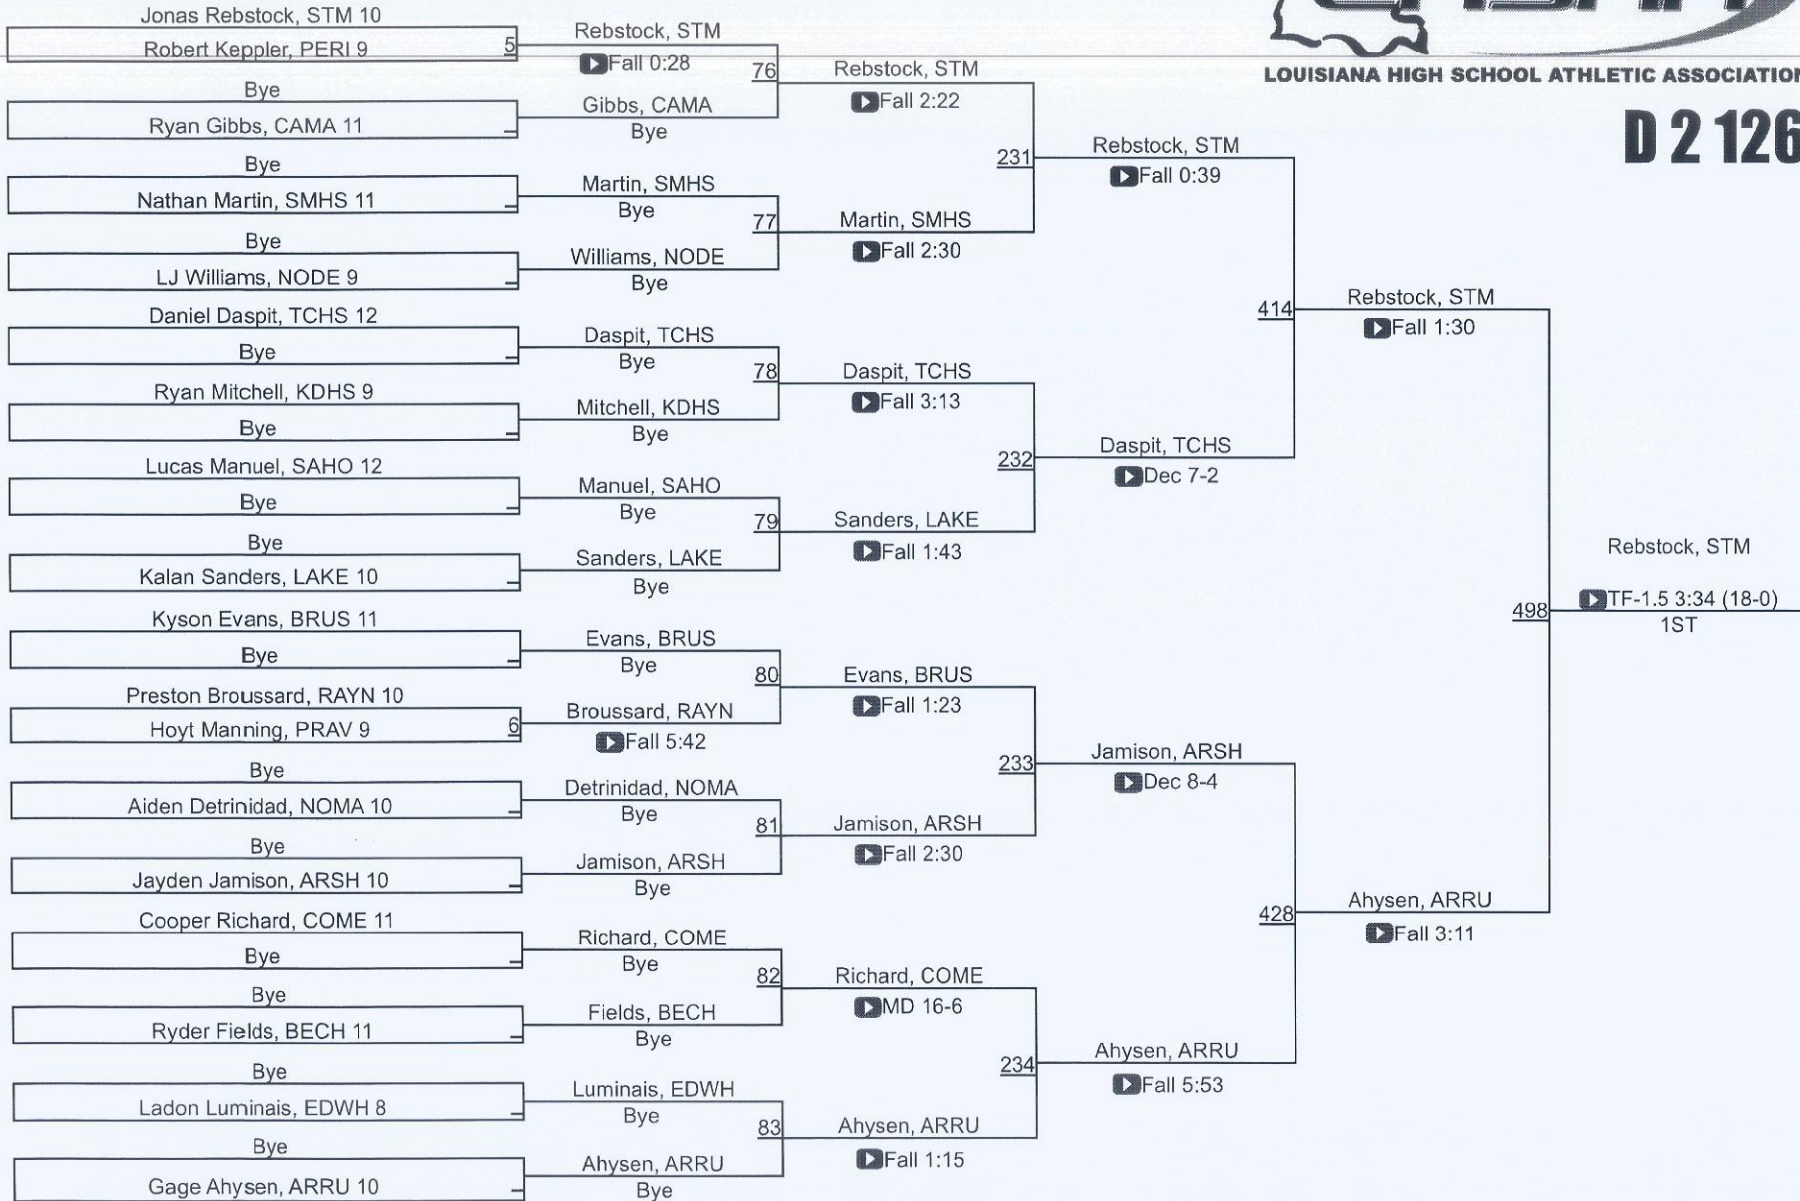 LOUISIANA HIGH SCHOOL ATHLETIC ASSOCIATION
D 2 126
Jonas Rebstock, STM 10
Robert Keppler, PERI 9
5
Bye
Ryan Gibbs, CAMA 11
Bye
Nathan Martin, SMHS 11
Bye
LJ Williams, NODE 9
Daniel Daspit, TCHS 12
Bye
Ryan Mitchell, KDHS 9
Bye
Lucas Manuel, SAHO 12
Bye
Bye
Kalan Sanders, LAKE 10
Kyson Evans, BRUS 11
Bye
Preston Broussard, RAYN 10
Hoyt Manning, PRAV 9
6
Bye
Aiden Detrinidad, NOMA 10
Bye
Jayden Jamison, ARSH 10
Cooper Richard, COME 11
Bye
Bye
Ryder Fields, BECH 11
Bye
Ladon Luminais, EDWH 8
Bye
Gage Ahysen, ARRU 10
Rebstock, STM
Fall 0:28
76
Gibbs, CAMA
Bye
Martin, SMHS
Bye
77
Williams, NODE
Bye
Daspit, TCHS
Bye
78
Mitchell, KDHS
Bye
Manuel, SAHO
Bye
79
Sanders, LAKE
Bye
Evans, BRUS
Bye
80
Broussard, RAYN
Fall 5:42
Detrinidad, NOMA
Bye
81
Jamison, ARSH
Bye
Richard, COME
Bye
82
Fields, BECH
Bye
Luminais, EDWH
Bye
83
Ahysen, ARRU
Bye
Rebstock, STM
Fall 2:22
231
Martin, SMHS
Fall 2:30
Daspit, TCHS
Fall 3:13
232
Sanders, LAKE
Fall 1:43
Evans, BRUS
Fall 1:23
233
Jamison, ARSH
Fall 2:30
Richard, COME
MD 16-6
234
Ahysen, ARRU
Fall 1:15
Rebstock, STM
Fall 0:39
414
Daspit, TCHS
Dec 7-2
Jamison, ARSH
Dec 8-4
428
Ahysen, ARRU
Fall 5:53
Rebstock, STM
Fall 1:30
498
Ahysen, ARRU
Fall 3:11
Rebstock, STM
TF-1.5 3:34 (18-0)
1ST